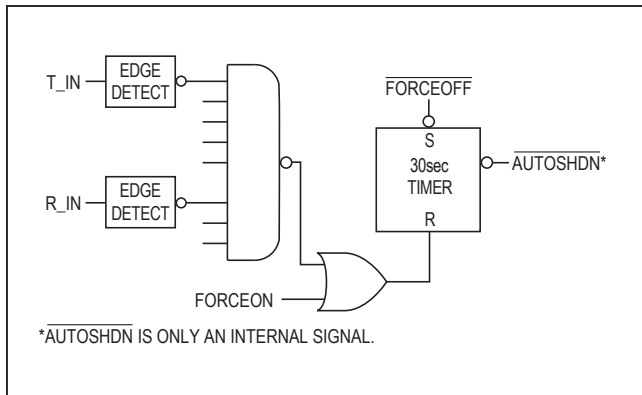 T_IN
EDGE
DETECT
R_IN
EDGE
DETECT
FORCEON
FORCEOFF
S
30sec
TIMER
R
AUTOSHDN*
*AUTOSHDN IS ONLY AN INTERNAL SIGNAL.